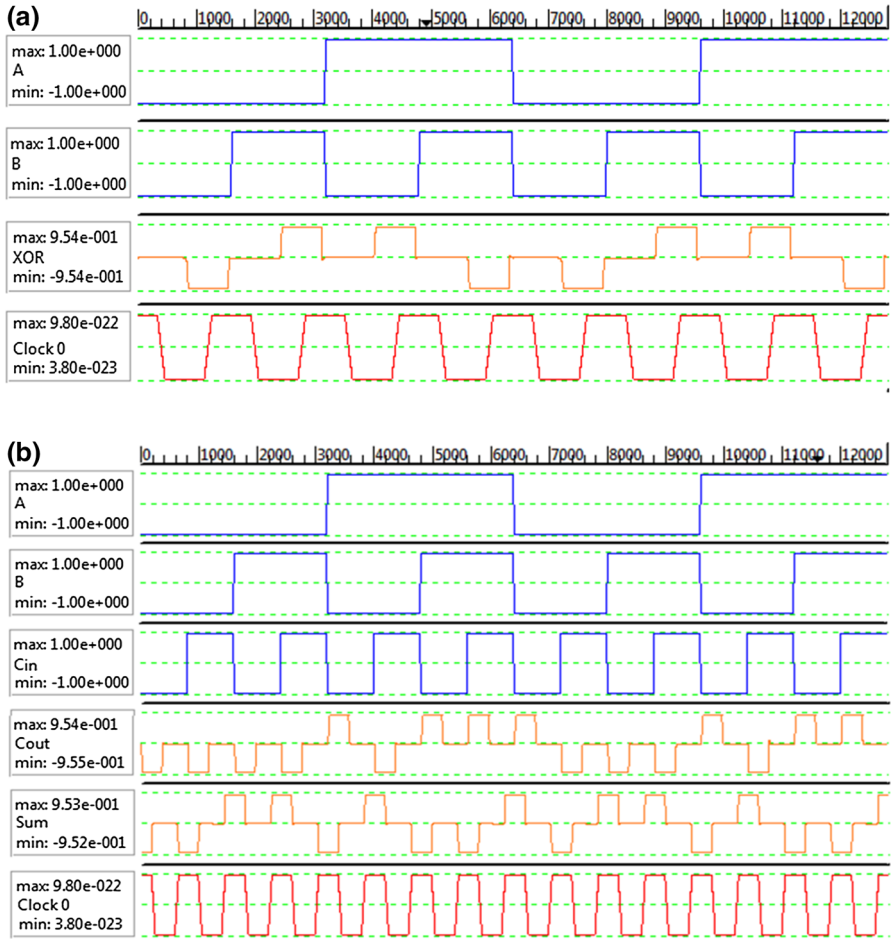 (a)
0 1000 2000 3000 4000 5000 6000 7000 8000 9000 10000 11000 12000
max: 1.00e+000
A
min: -1.00e+000
max: 1.00e+000
B
min: -1.00e+000
max: 9.54e-001
XOR
min: -9.54e-001
max: 9.80e-022
Clock 0
min: 3.80e-023
(b)
0 1000 2000 3000 4000 5000 6000 7000 8000 9000 10000 11000 12000
max: 1.00e+000
A
min: -1.00e+000
max: 1.00e+000
B
min: -1.00e+000
max: 1.00e+000
Cin
min: -1.00e+000
max: 9.54e-001
Cout
min: -9.55e-001
max: 9.53e-001
Sum
min: -9.52e-001
max: 9.80e-022
Clock 0
min: 3.80e-023